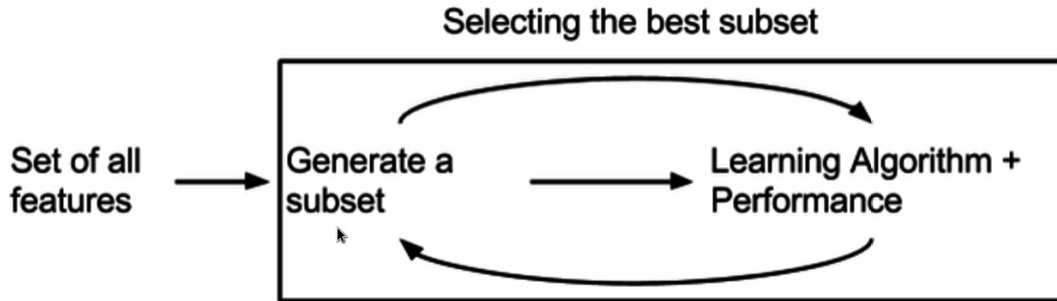 Selecting the best subset
Set of all
features
Generate a
subset
Learning Algorithm +
Performance